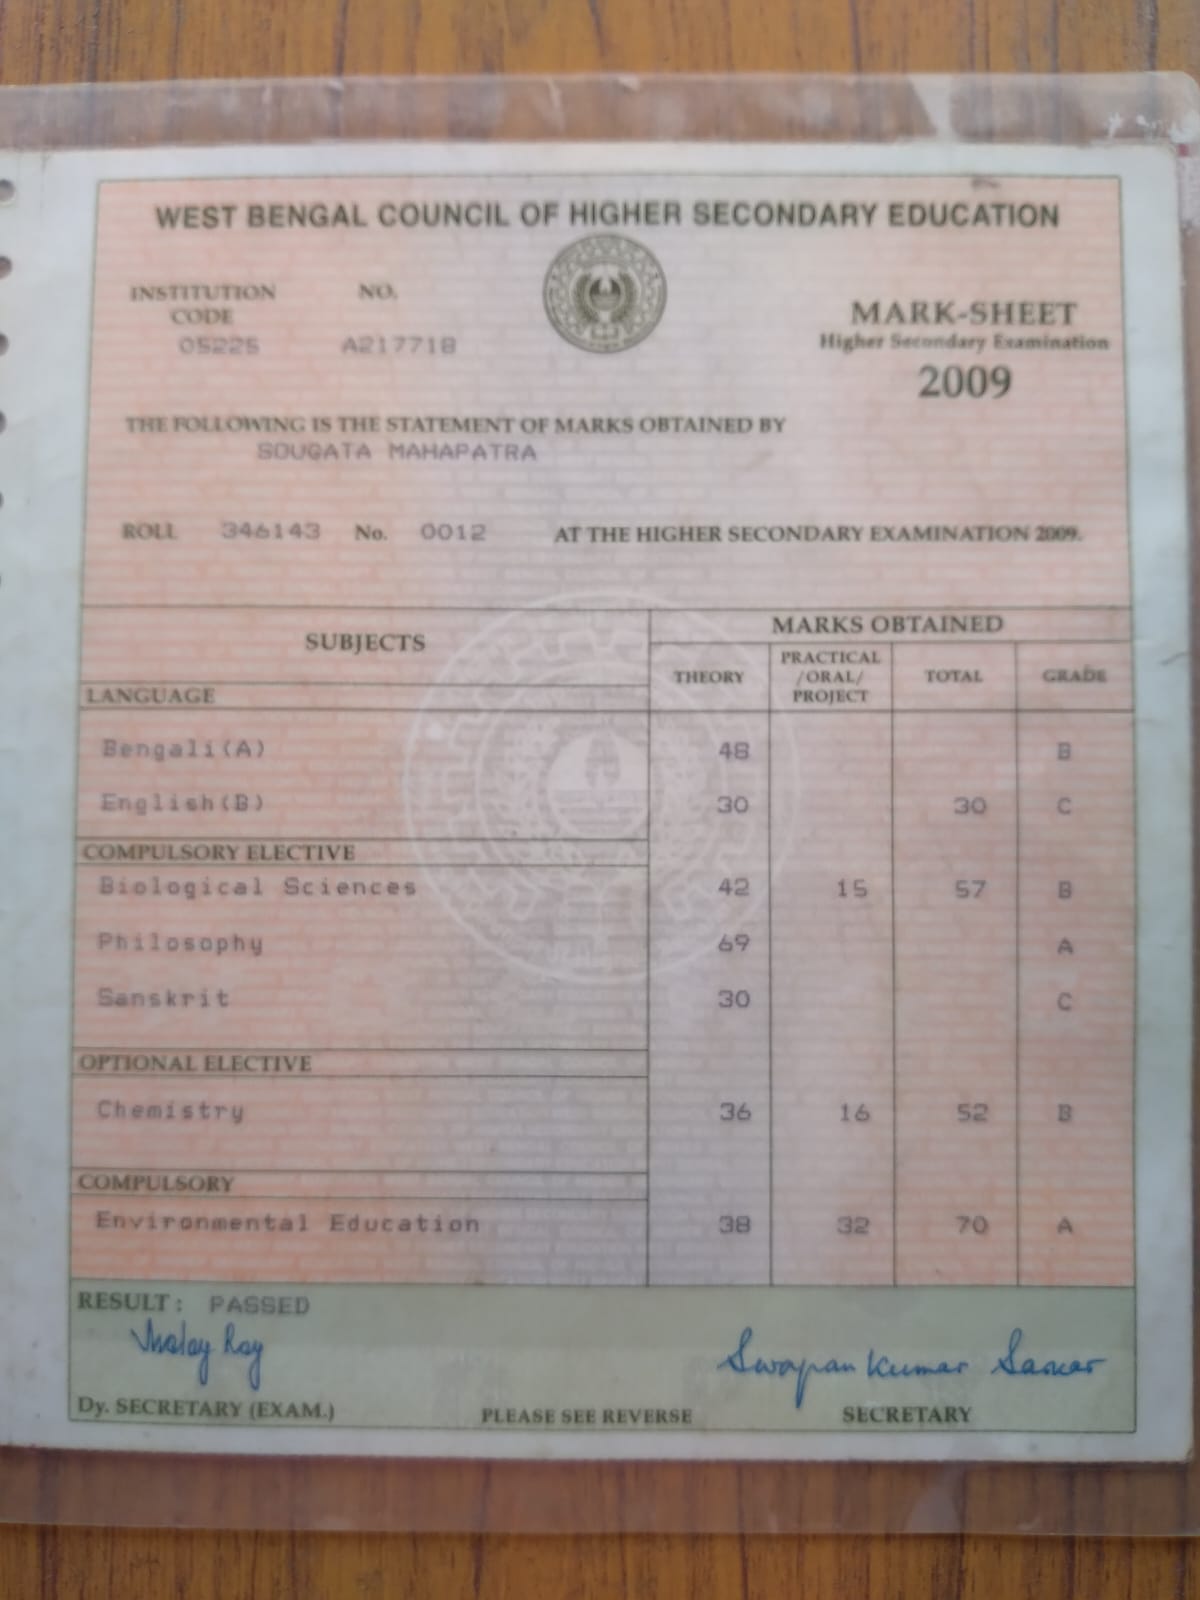 WEST BENGAL COUNCIL OF HIGHER SECONDARY EDUCATION
INSTITUTION CODE NO.
05225 A217718
MARK-SHEET
Higher Secondary Examination
2009
THE FOLLOWING IS THE STATEMENT OF MARKS OBTAINED BY
SOUGATA MAHAPATRA
ROLL 346143 No. 0012 AT THE HIGHER SECONDARY EXAMINATION 2009.
SUBJECTS MARKS OBTAINED
THEORY PRACTICAL /ORAL/ PROJECT TOTAL GRADE
LANGUAGE
Bengali(A) 48 B
English(B) 30 30 C
COMPULSORY ELECTIVE
Biological Sciences 42 15 57 B
Philosophy 69 A
Sanskrit 30 C
OPTIONAL ELECTIVE
Chemistry 36 16 52 B
COMPULSORY
Environmental Education 38 32 70 A
RESULT : PASSED
Malay Ray Swapan Kumar Sarkar
Dy. SECRETARY (EXAM.) PLEASE SEE REVERSE SECRETARY